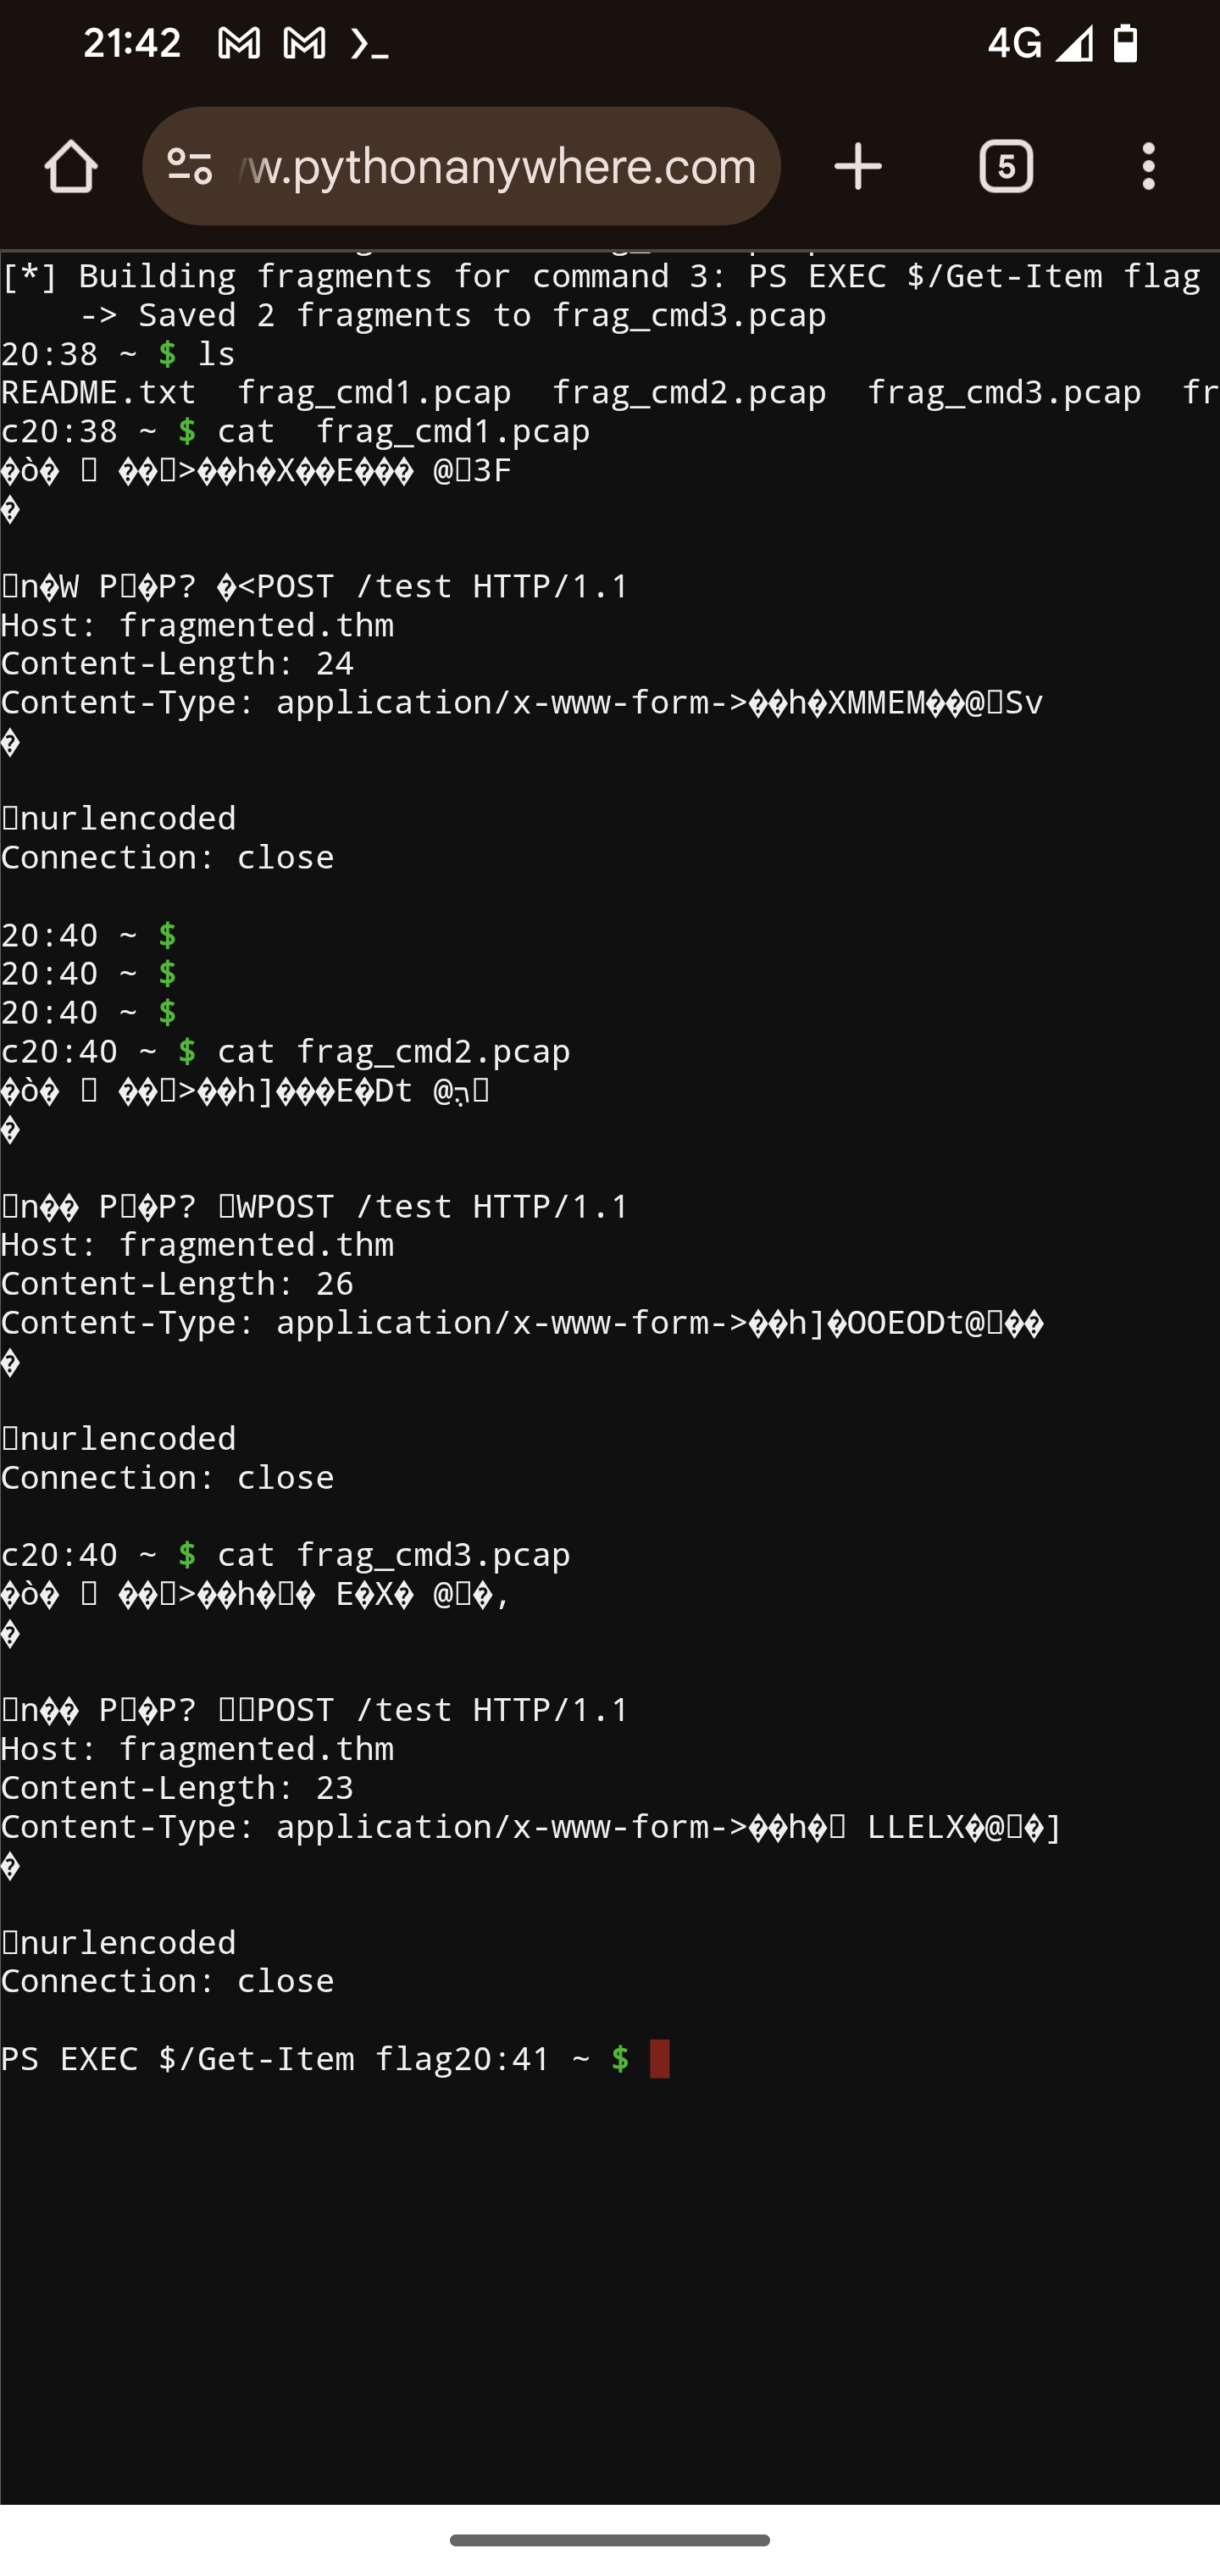 21:42 4G
w.pythonanywhere.com 5
[*] Building fragments for command 3: PS EXEC $/Get-Item flag
-> Saved 2 fragments to frag_cmd3.pcap
20:38 ~ $ ls
README.txt frag_cmd1.pcap frag_cmd2.pcap frag_cmd3.pcap fr
c20:38 ~ $ cat frag_cmd1.pcap
�ò� ▯ ��▯>��h�X��E��� @▯3F
�
▯n�W P▯�P? �<POST /test HTTP/1.1
Host: fragmented.thm
Content-Length: 24
Content-Type: application/x-www-form->��h�XMMEM��@▯Sv
�
▯nurlencoded
Connection: close
20:40 ~ $
20:40 ~ $
20:40 ~ $
c20:40 ~ $ cat frag_cmd2.pcap
�ò� ▯ ��▯>��h]���E�Dt @▯
�
▯n�� P▯�P? ▯WPOST /test HTTP/1.1
Host: fragmented.thm
Content-Length: 26
Content-Type: application/x-www-form->��h]�OOEODt@▯��
�
▯nurlencoded
Connection: close
c20:40 ~ $ cat frag_cmd3.pcap
�ò� ▯ ��▯>��h�▯� E�X� @▯�,
�
▯n�� P▯�P? ▯▯POST /test HTTP/1.1
Host: fragmented.thm
Content-Length: 23
Content-Type: application/x-www-form->��h�▯ LLELX�@▯�]
�
▯nurlencoded
Connection: close
PS EXEC $/Get-Item flag20:41 ~ $